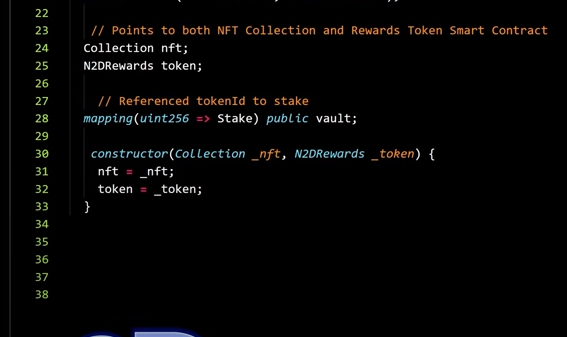 22
23 // Points to both NFT Collection and Rewards Token Smart Contract
24 Collection nft;
25 N2DRewards token;
26
27 // Referenced tokenId to stake
28 mapping(uint256 => Stake) public vault;
29
30 constructor(Collection _nft, N2DRewards _token) {
31 nft = _nft;
32 token = _token;
33 }
34
35
36
37
38